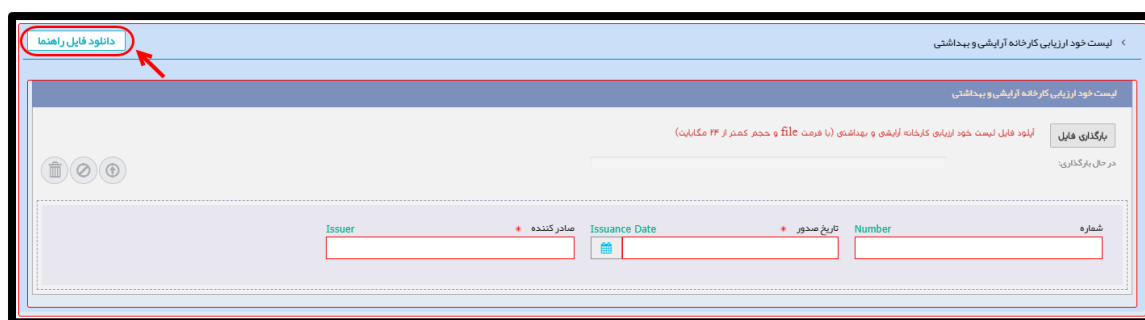 لیست خود ارزیابی کارخانه آرایشی و بهداشتی
دانلود فایل راهنما
لیست خود ارزیابی کارخانه آرایشی و بهداشتی
بارگذاری فایل
آپلود فایل لیست خود ارزیابی کارخانه آرایشی و بهداشتی (با فرمت file و حجم کمتر از ۲۴ مگابایت)
در حال بارگذاری:
شماره Number
تاریخ صدور * Issuance Date
صادر کننده * Issuer